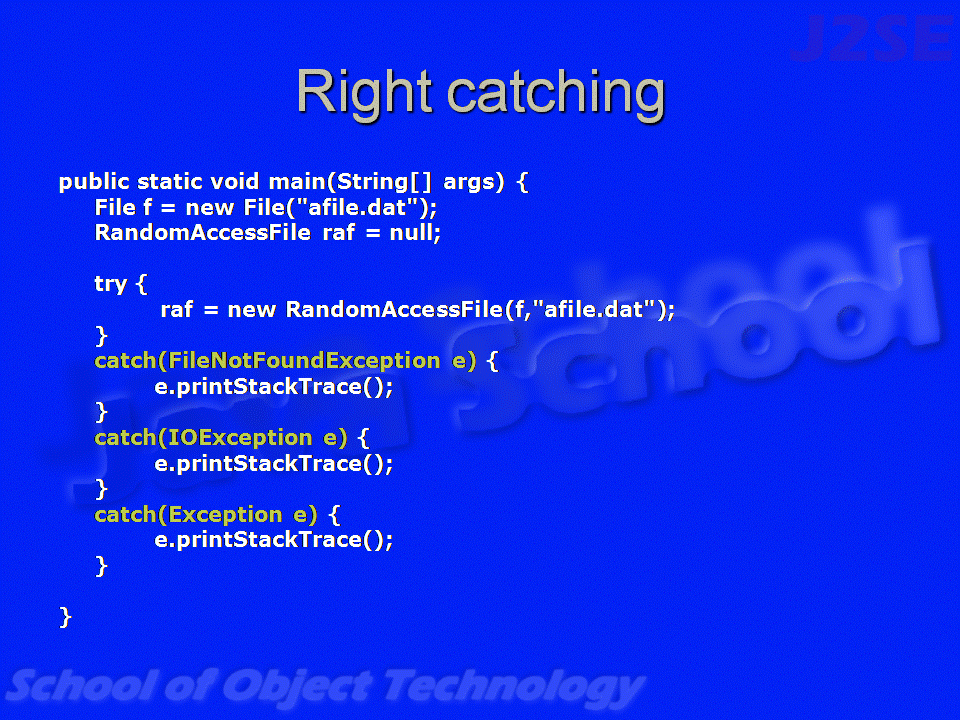 J2SE
Right catching
public static void main(String[] args) {
File f = new File("afile.dat");
RandomAccessFile raf = null;
try {
raf = new RandomAccessFile(f,"afile.dat");
}
catch(FileNotFoundException e) {
e.printStackTrace();
}
catch(IOException e) {
e.printStackTrace();
}
catch(Exception e) {
e.printStackTrace();
}
}
Java School
School of Object Technology